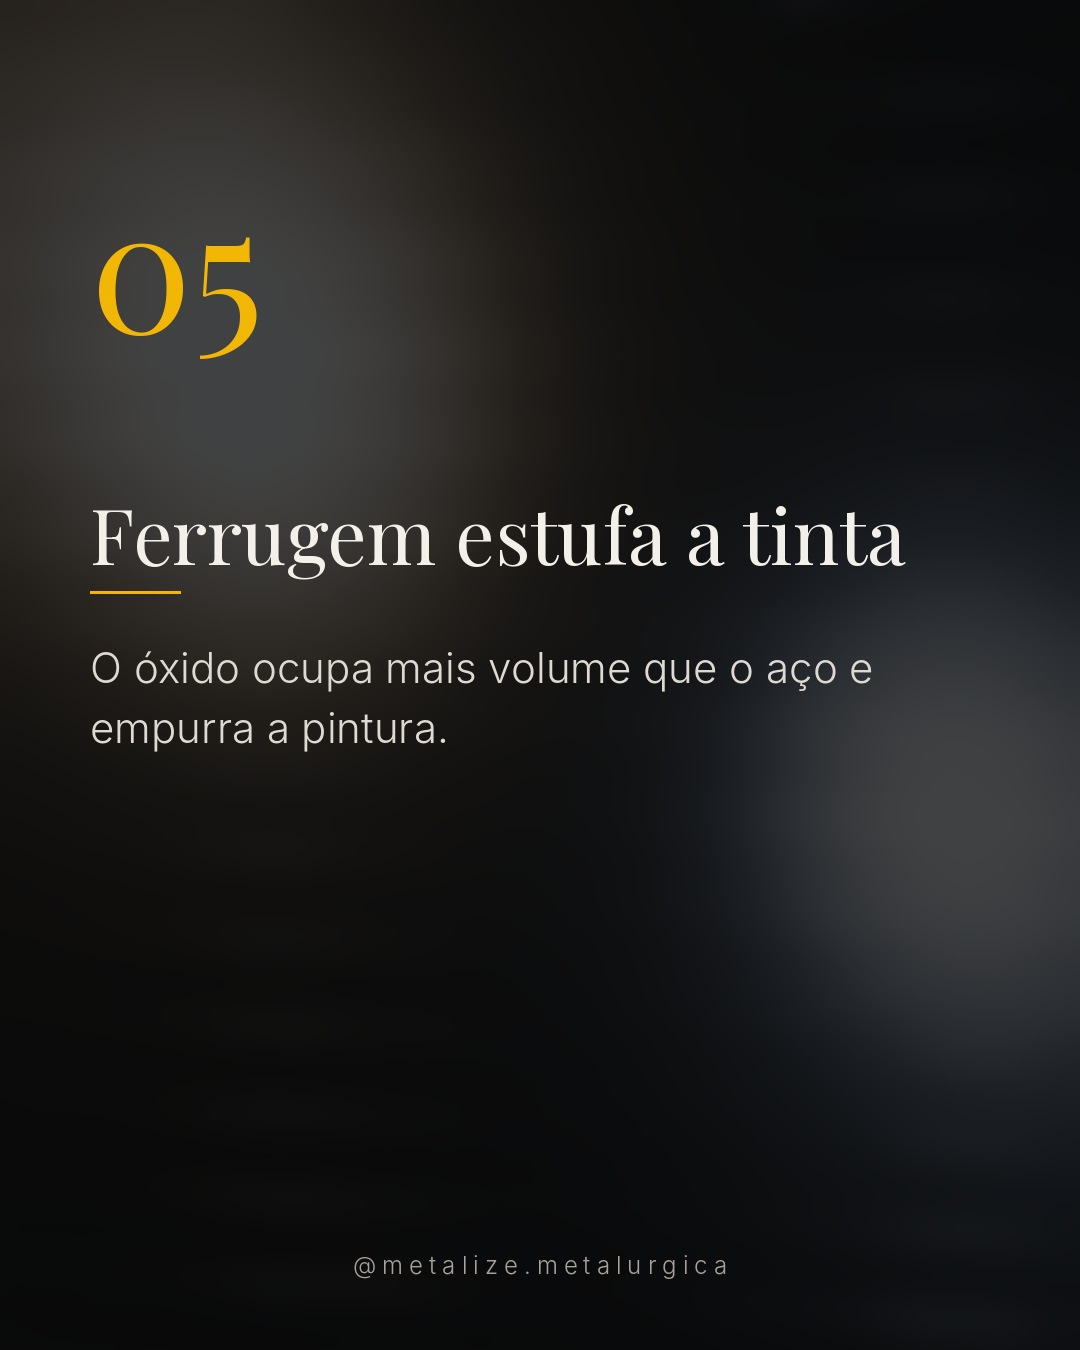 05
Ferrugem estufa a tinta
O óxido ocupa mais volume que o aço e
empurra a pintura.
@metalize.metalurgica